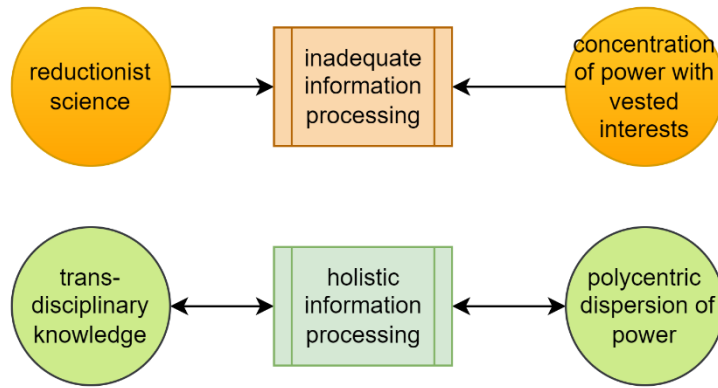 reductionist
science
inadequate
information
processing
concentration
of power with
vested
interests
trans-
disciplinary
knowledge
holistic
information
processing
polycentric
dispersion of
power